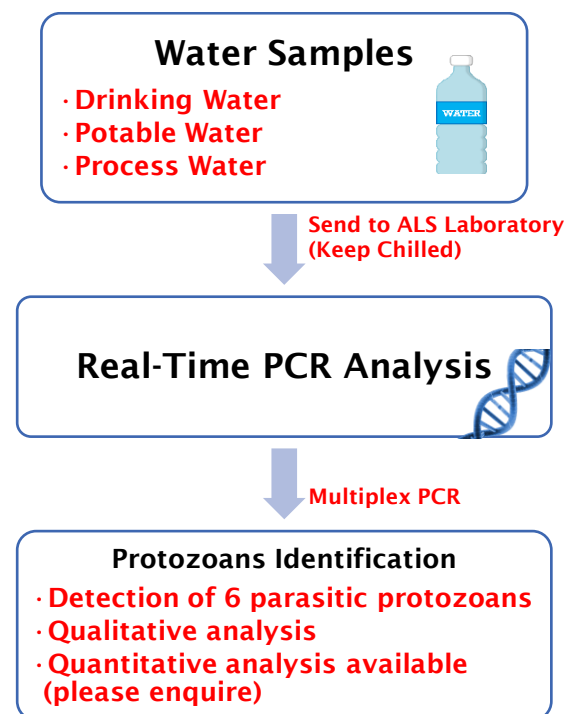 Water Samples
· Drinking Water
· Potable Water
· Process Water
WATER
Send to ALS Laboratory
(Keep Chilled)
Real-Time PCR Analysis
Multiplex PCR
Protozoans Identification
· Detection of 6 parasitic protozoans
· Qualitative analysis
· Quantitative analysis available
(please enquire)